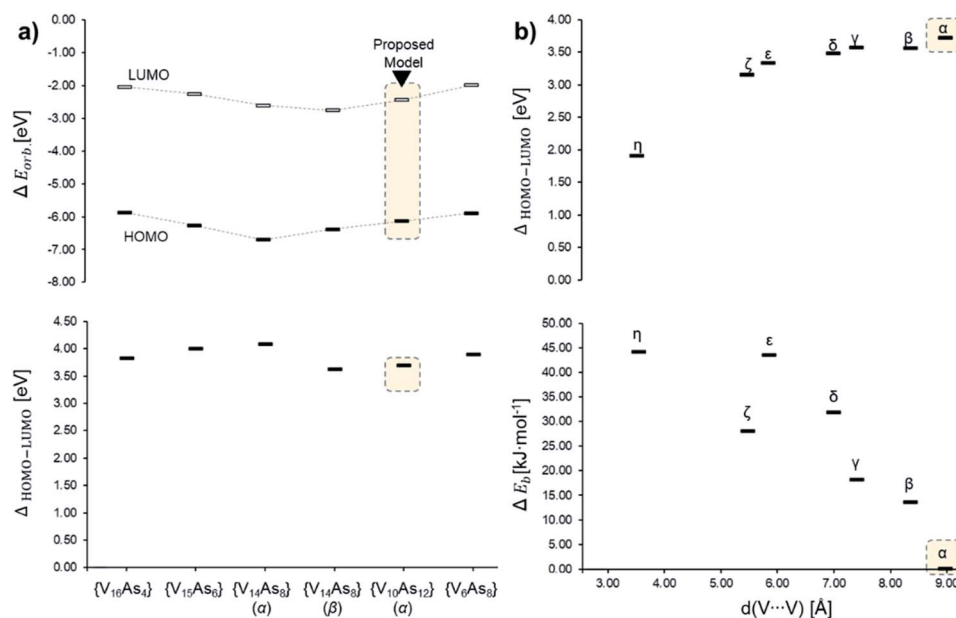 a)
Δ E_orb. [eV]
0.00
-1.00
-2.00
-3.00
-4.00
-5.00
-6.00
-7.00
-8.00
LUMO
HOMO
Proposed
Model
Δ HOMO−LUMO [eV]
4.50
4.00
3.50
3.00
2.50
2.00
1.50
1.00
0.50
0.00
{V₁₆As₄} {V₁₅As₆} {V₁₄As₈} {V₁₄As₈} {V₁₀As₁₂} {V₆As₈}
(α) (β) (α)
b)
Δ HOMO−LUMO [eV]
4.00
3.50
3.00
2.50
2.00
1.50
1.00
0.50
0.00
η
ζ
ε
δ
γ
β
α
Δ E_b [kJ·mol⁻¹]
50.00
45.00
40.00
35.00
30.00
25.00
20.00
15.00
10.00
5.00
0.00
η
ζ
ε
δ
γ
β
α
3.00 4.00 5.00 6.00 7.00 8.00 9.00
d(V···V) [Å]